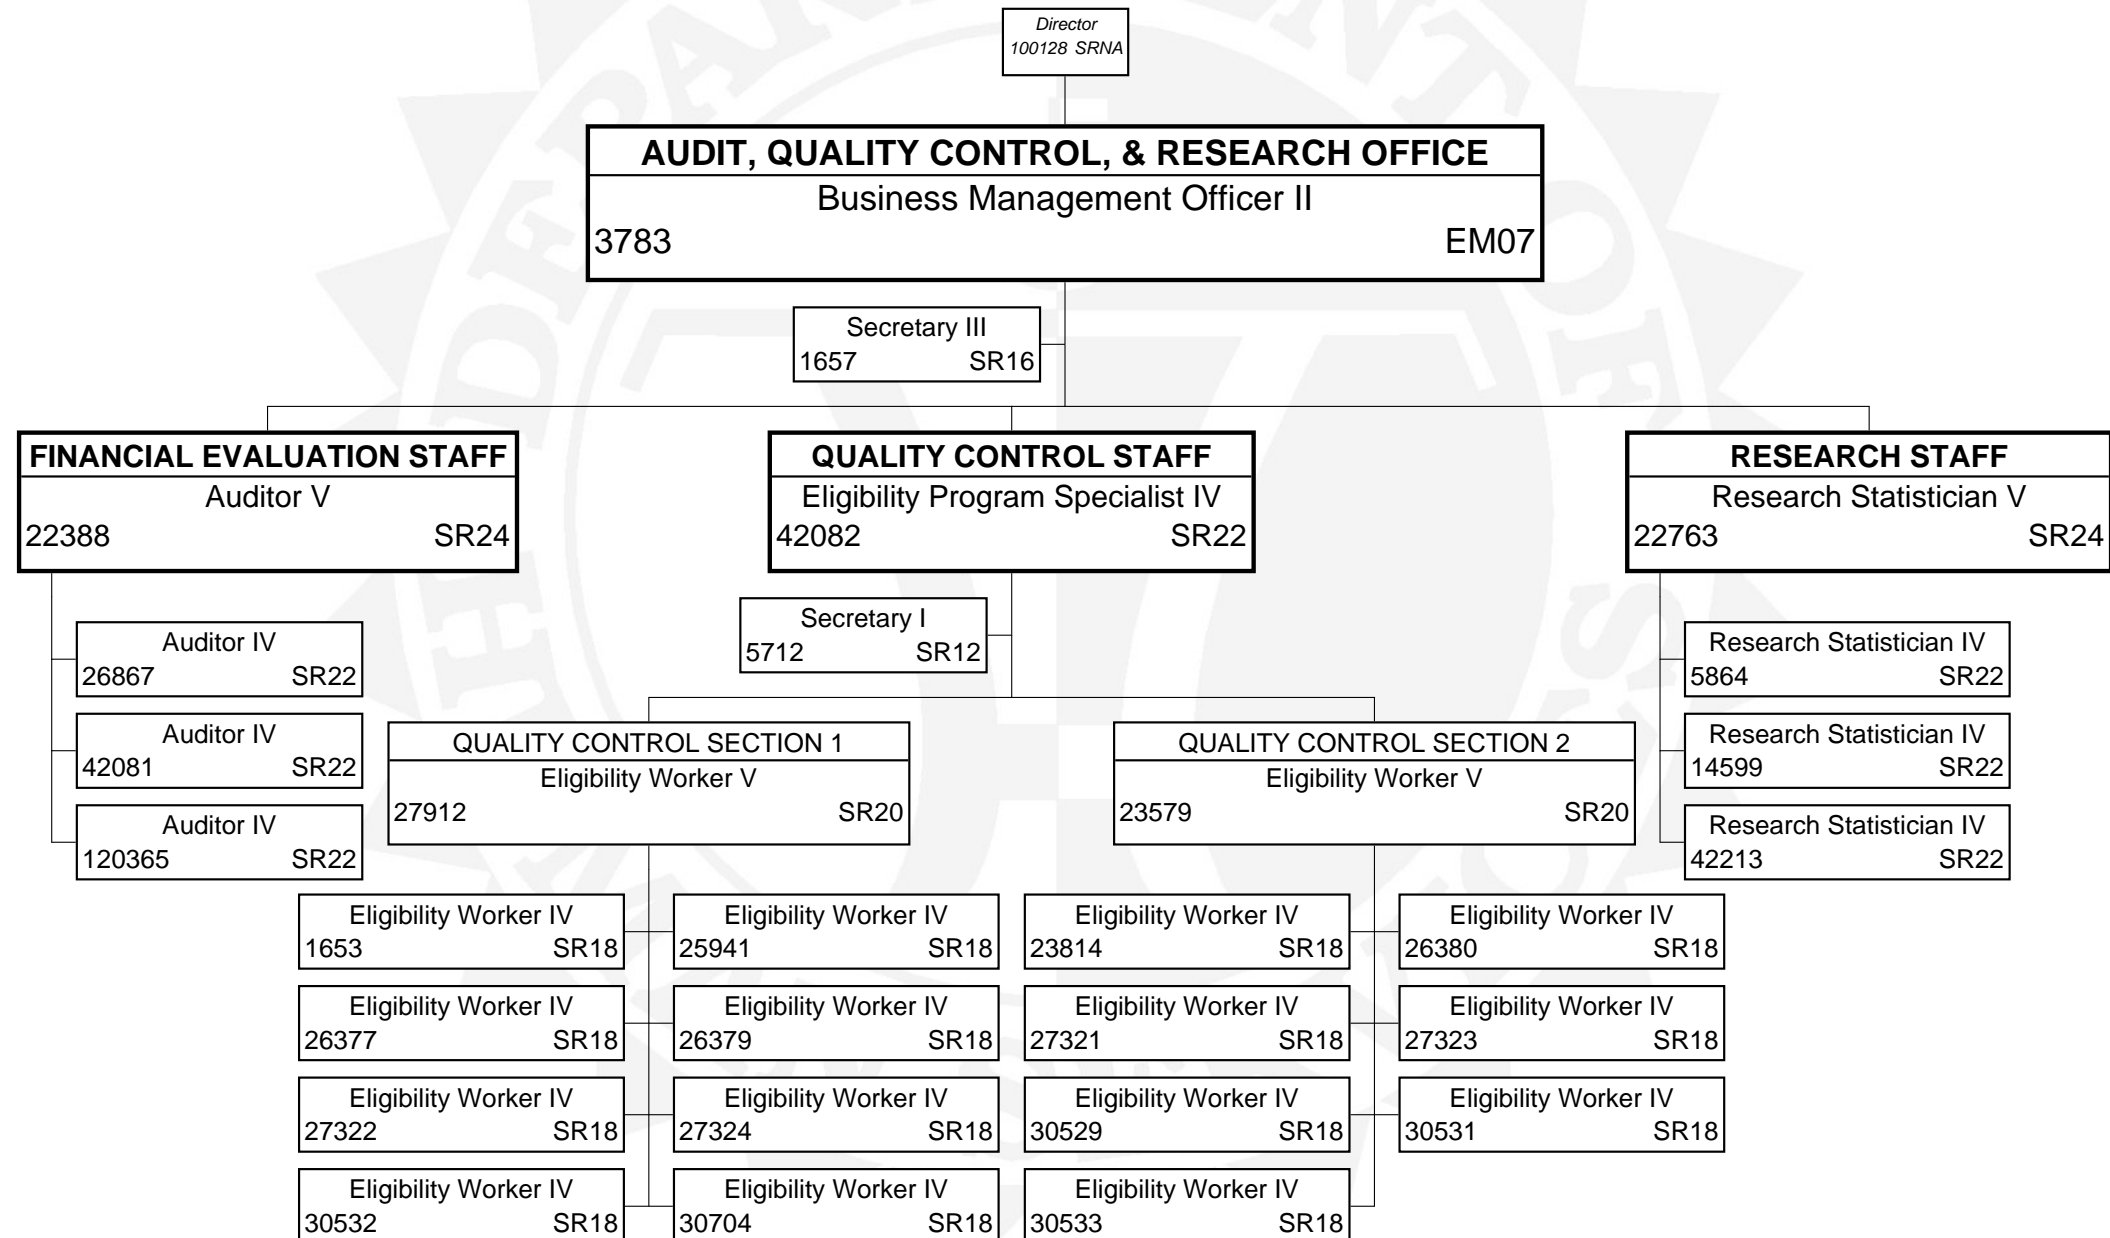 Director
100128 SRNA
AUDIT, QUALITY CONTROL, & RESEARCH OFFICE
Business Management Officer II
3783 EM07
Secretary III
1657 SR16
FINANCIAL EVALUATION STAFF
Auditor V
22388 SR24
Auditor IV
26867 SR22
Auditor IV
42081 SR22
Auditor IV
120365 SR22
QUALITY CONTROL STAFF
Eligibility Program Specialist IV
42082 SR22
Secretary I
5712 SR12
QUALITY CONTROL SECTION 1
Eligibility Worker V
27912 SR20
Eligibility Worker IV
1653 SR18
Eligibility Worker IV
25941 SR18
Eligibility Worker IV
26377 SR18
Eligibility Worker IV
26379 SR18
Eligibility Worker IV
27322 SR18
Eligibility Worker IV
27324 SR18
Eligibility Worker IV
30532 SR18
Eligibility Worker IV
30704 SR18
QUALITY CONTROL SECTION 2
Eligibility Worker V
23579 SR20
Eligibility Worker IV
23814 SR18
Eligibility Worker IV
26380 SR18
Eligibility Worker IV
27321 SR18
Eligibility Worker IV
27323 SR18
Eligibility Worker IV
30529 SR18
Eligibility Worker IV
30531 SR18
Eligibility Worker IV
30533 SR18
RESEARCH STAFF
Research Statistician V
22763 SR24
Research Statistician IV
5864 SR22
Research Statistician IV
14599 SR22
Research Statistician IV
42213 SR22